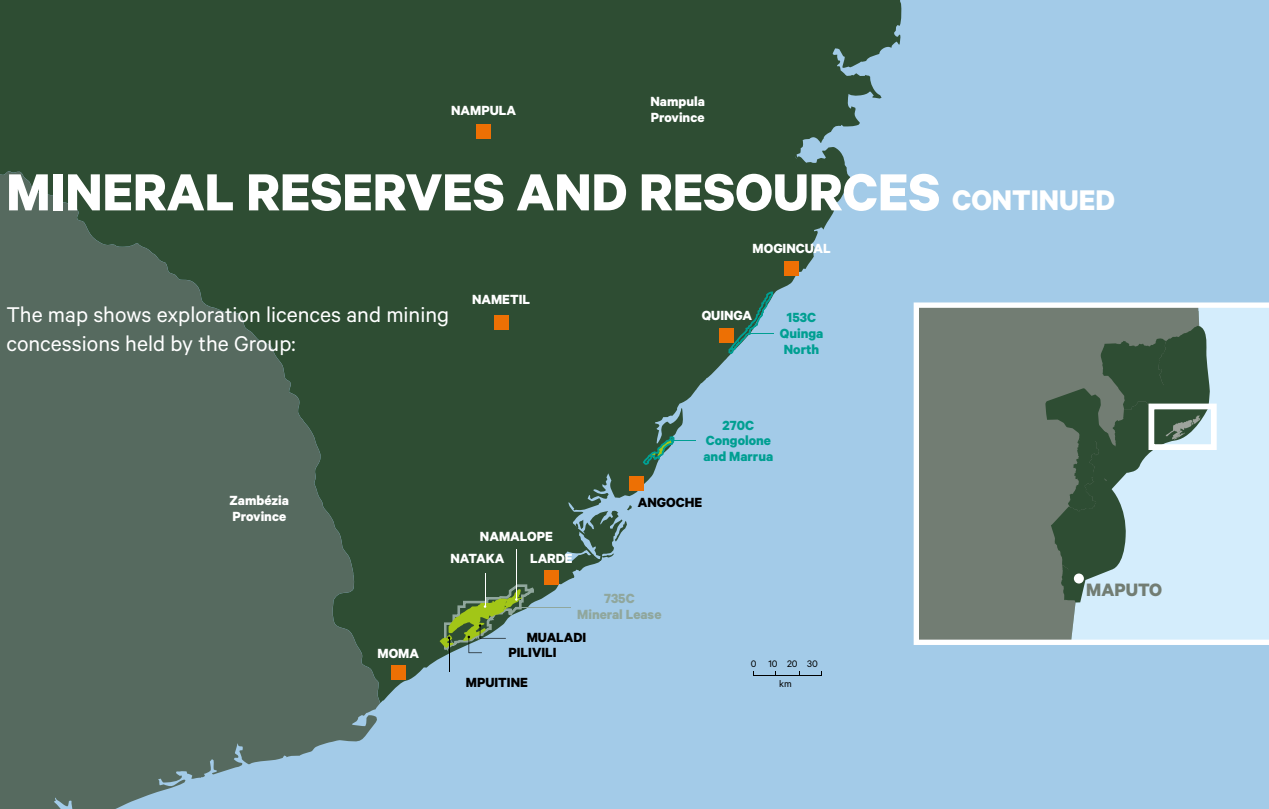 NAMPULA
Nampula
Province
MINERAL RESERVES AND RESOURCES CONTINUED
MOGINCUAL
NAMETIL
The map shows exploration licences and mining
concessions held by the Group:
QUINGA
153C
Quinga
North
270C
Congolone
and Marrua
Zambézia
Province
ANGOCHE
NAMALOPE
NATAKA
LARDE
735C
Mineral Lease
MUALADI
PILIVILI
MOMA
MPUITINE
0 10 20 30
km
MAPUTO